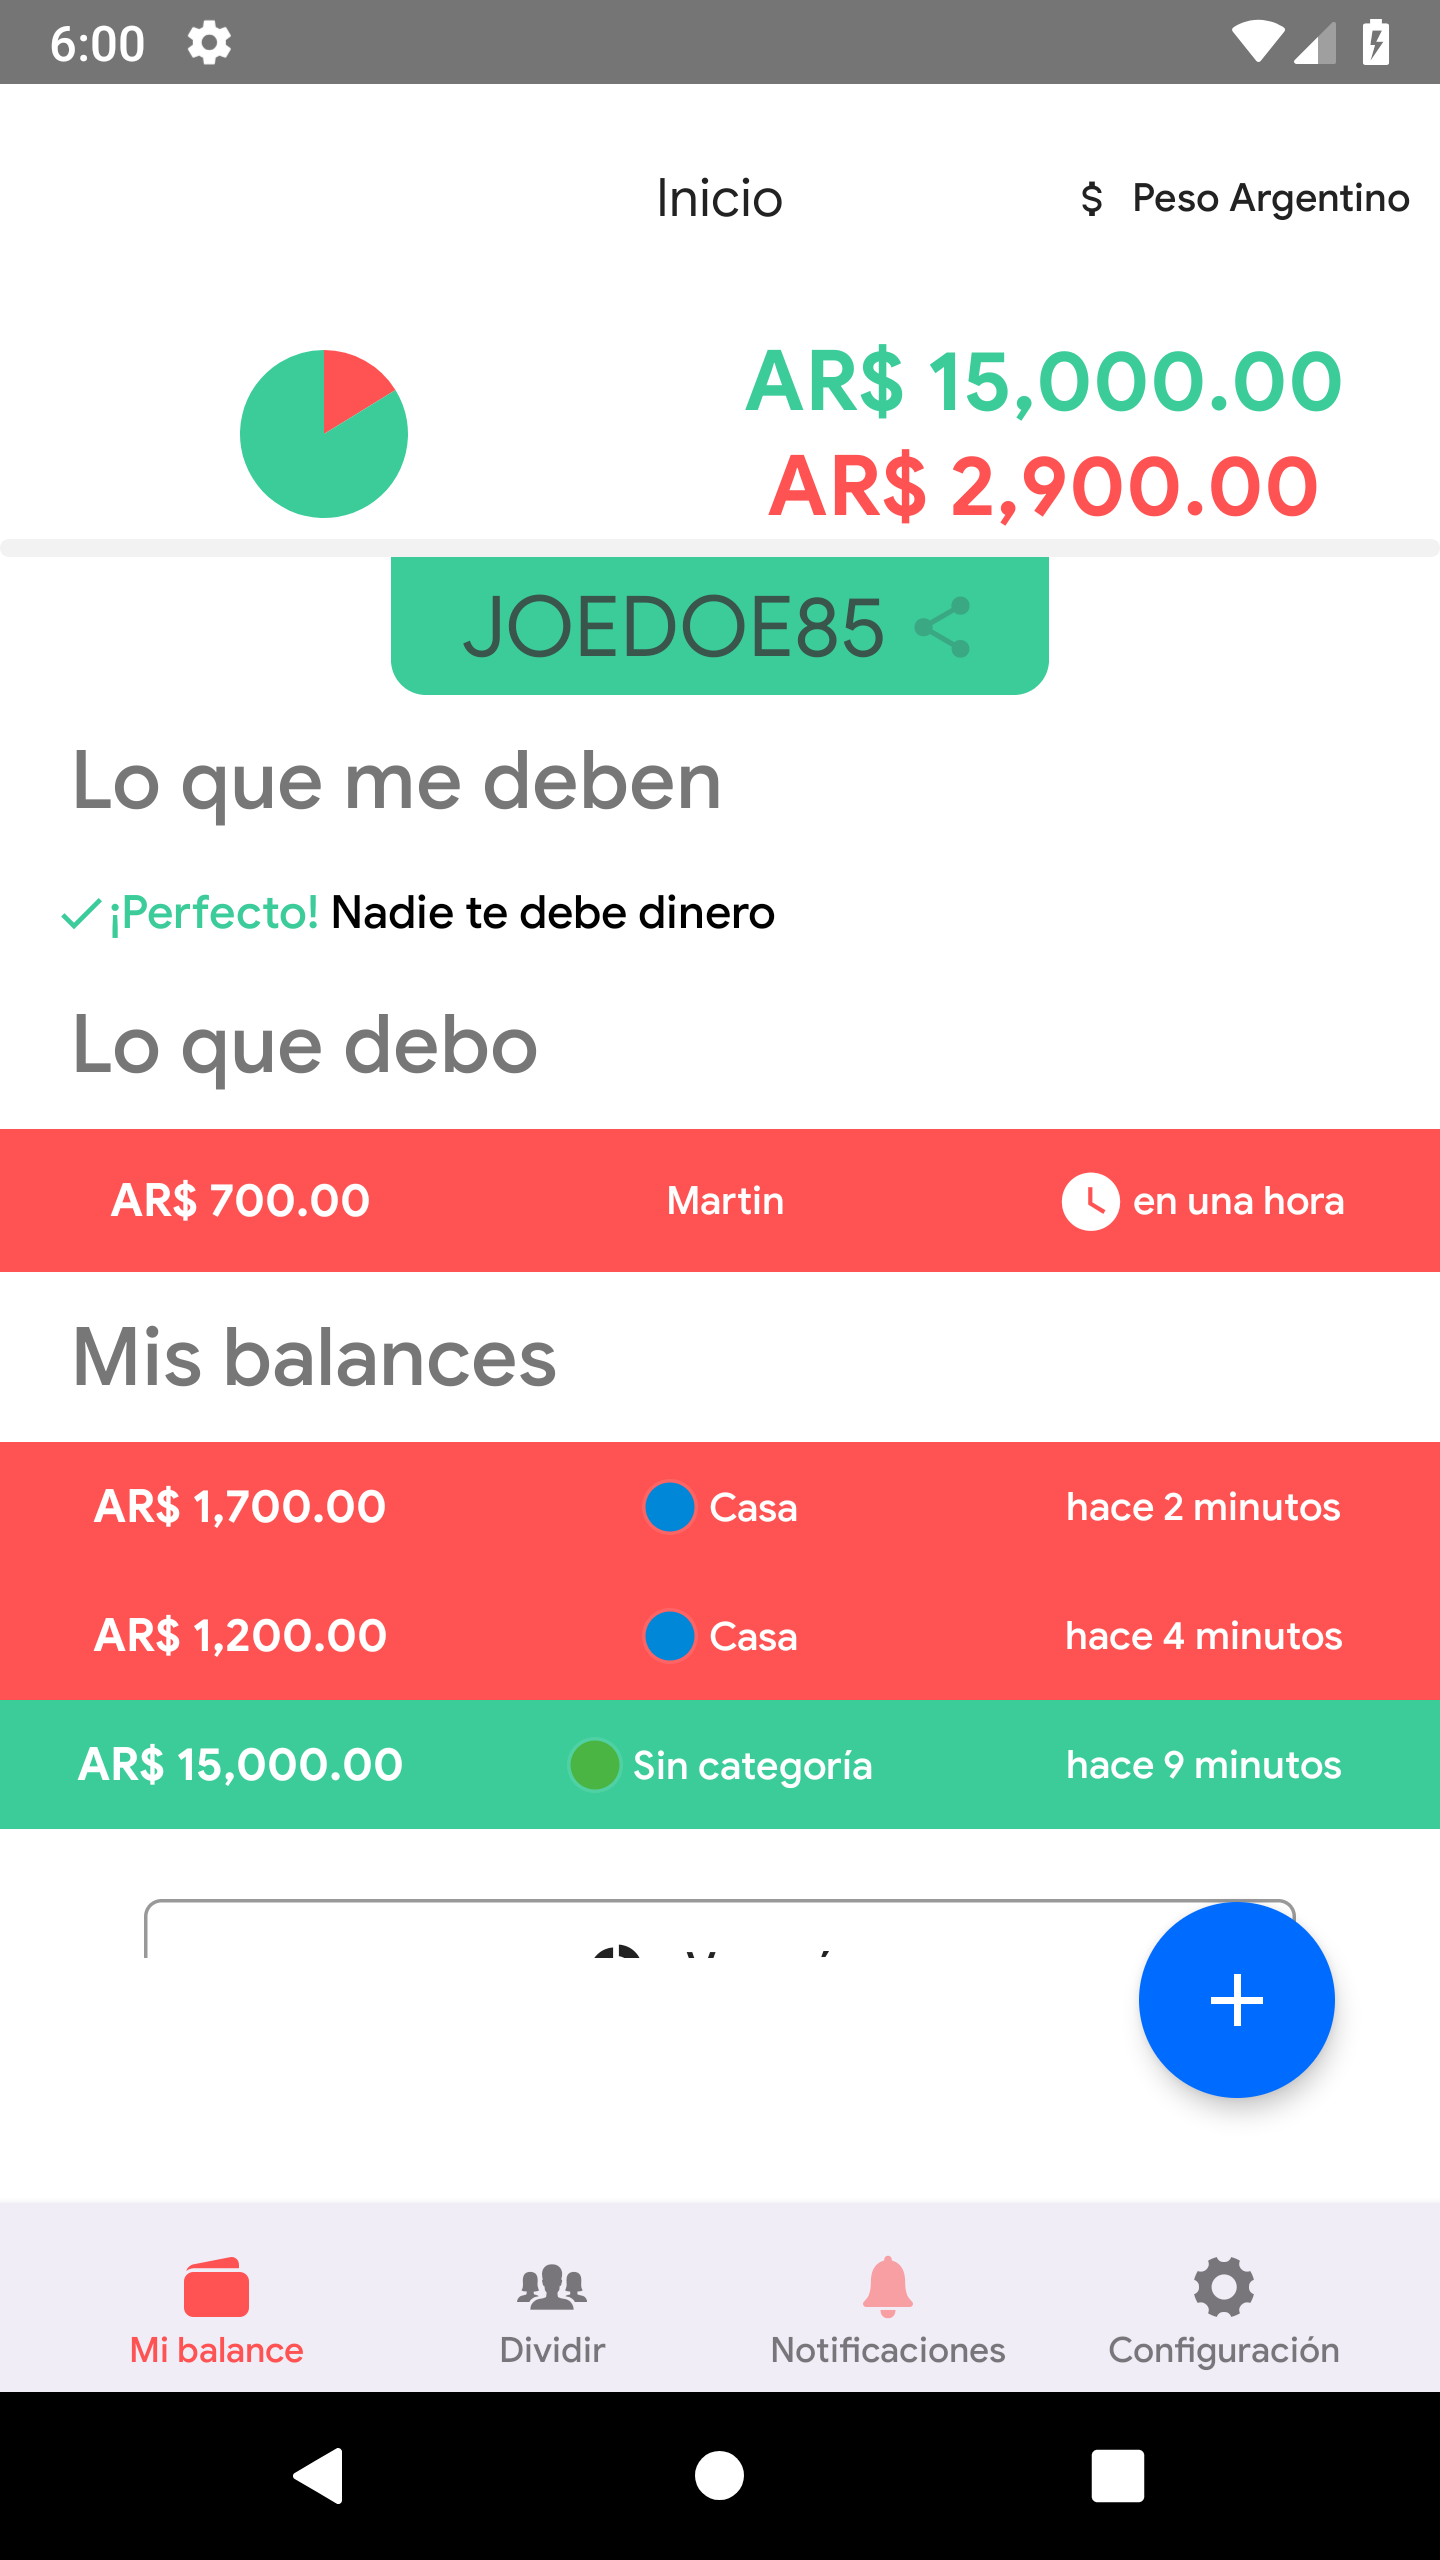 6:00
Inicio
$ Peso Argentino
AR$ 15,000.00
AR$ 2,900.00
JOEDOE85
Lo que me deben
¡Perfecto! Nadie te debe dinero
Lo que debo
AR$ 700.00 Martin en una hora
Mis balances
AR$ 1,700.00 Casa hace 2 minutos
AR$ 1,200.00 Casa hace 4 minutos
AR$ 15,000.00 Sin categoría hace 9 minutos
Mi balance Dividir Notificaciones Configuración